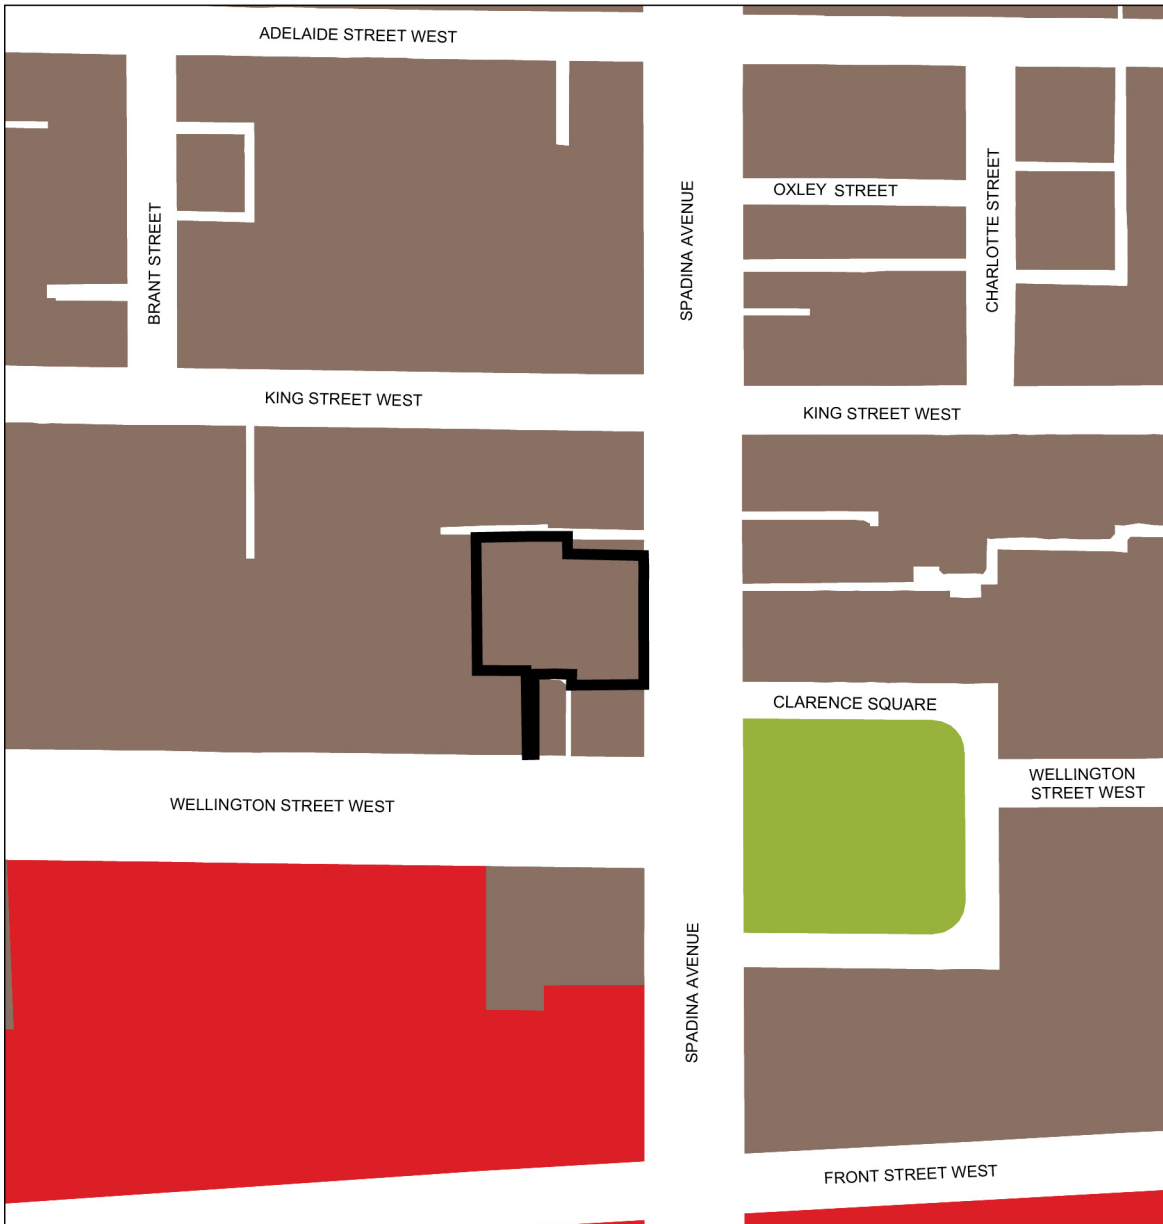 ADELAIDE STREET WEST
BRANT STREET
SPADINA AVENUE
OXLEY STREET
CHARLOTTE STREET
KING STREET WEST
KING STREET WEST
CLARENCE SQUARE
WELLINGTON
STREET WEST
WELLINGTON STREET WEST
SPADINA AVENUE
FRONT STREET WEST